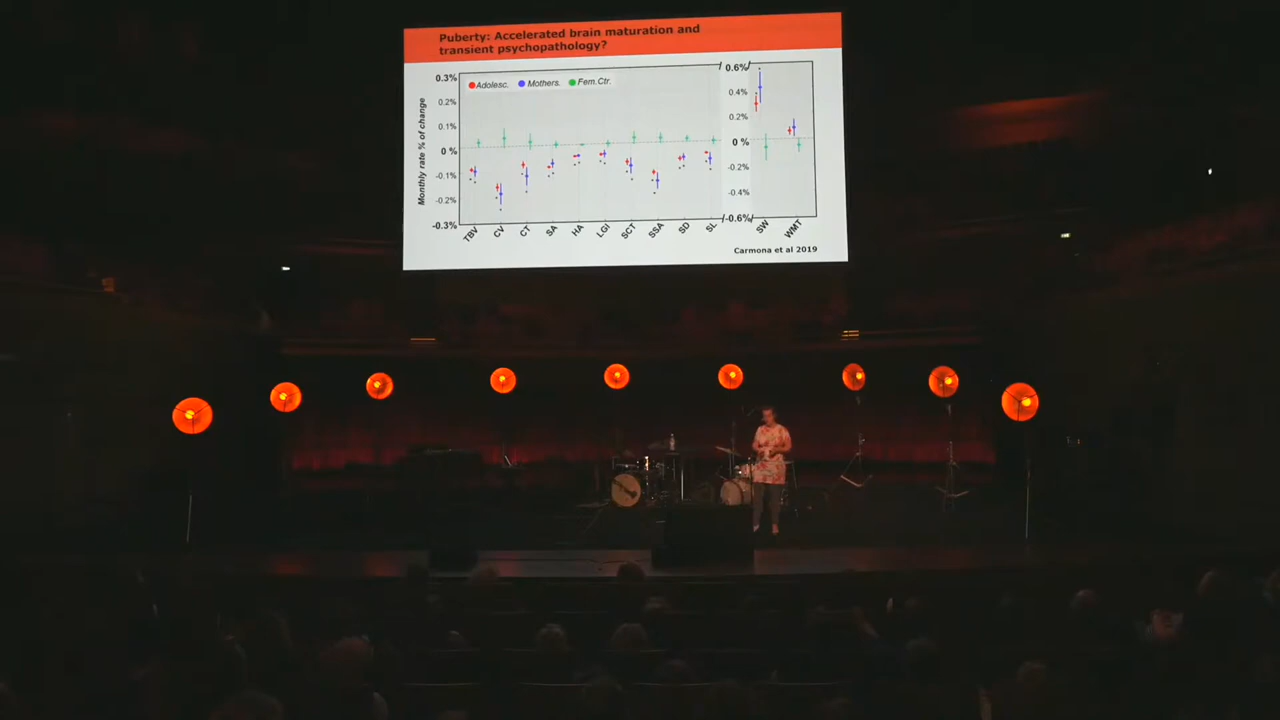 Puberty: Accelerated brain maturation and
transient psychopathology?
0.3%
0.2%
0.1%
0 %
-0.1%
-0.2%
-0.3%
Monthly rate % of change
Adolesc. Mothers. Fem.Ctr.
0.6%
0.4%
0.2%
0 %
-0.2%
-0.4%
-0.6%
TBV CV CT SA HA LGI SCT SSA SD SL SW WMT
Carmona et al 2019